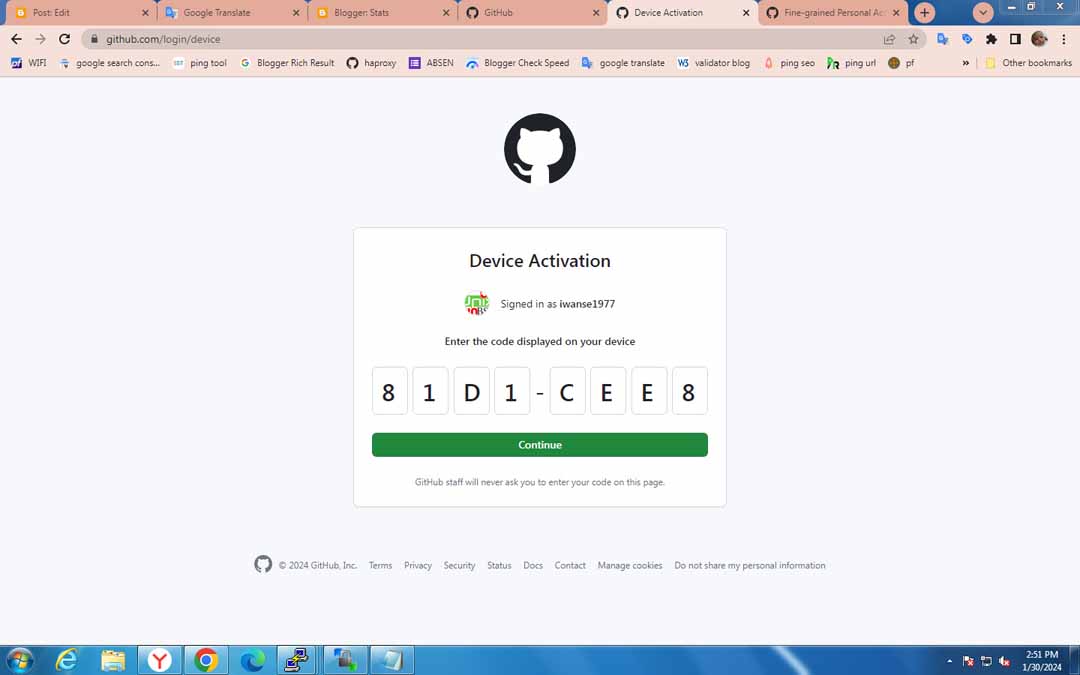 Post: Edit
Google Translate
Blogger: Stats
GitHub
Device Activation
Fine-grained Personal Acc
github.com/login/device
WIFI
google search cons...
ping tool
Blogger Rich Result
haproxy
ABSEN
Blogger Check Speed
google translate
validator blog
ping seo
ping url
pf
»
Other bookmarks
Device Activation
Signed in as iwanse1977
Enter the code displayed on your device
8 1 D 1 - C E E 8
Continue
GitHub staff will never ask you to enter your code on this page.
© 2024 GitHub, Inc. Terms Privacy Security Status Docs Contact Manage cookies Do not share my personal information
2:51 PM
1/30/2024